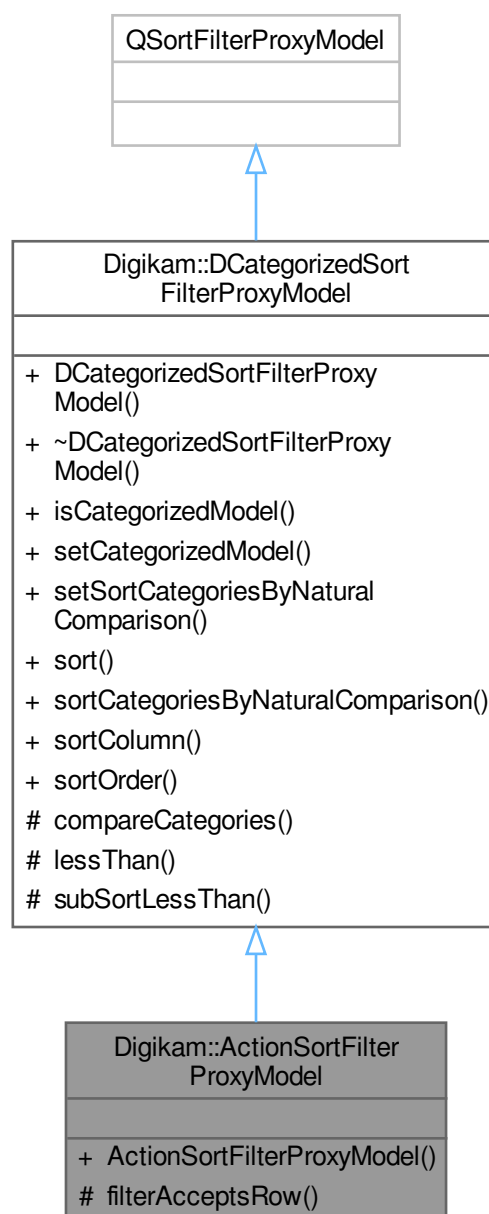 QSortFilterProxyModel
Digikam::DCategorizedSort
FilterProxyModel
+ DCategorizedSortFilterProxy
Model()
+ ~DCategorizedSortFilterProxy
Model()
+ isCategorizedModel()
+ setCategorizedModel()
+ setSortCategoriesByNatural
Comparison()
+ sort()
+ sortCategoriesByNaturalComparison()
+ sortColumn()
+ sortOrder()
# compareCategories()
# lessThan()
# subSortLessThan()
Digikam::ActionSortFilter
ProxyModel
+ ActionSortFilterProxyModel()
# filterAcceptsRow()